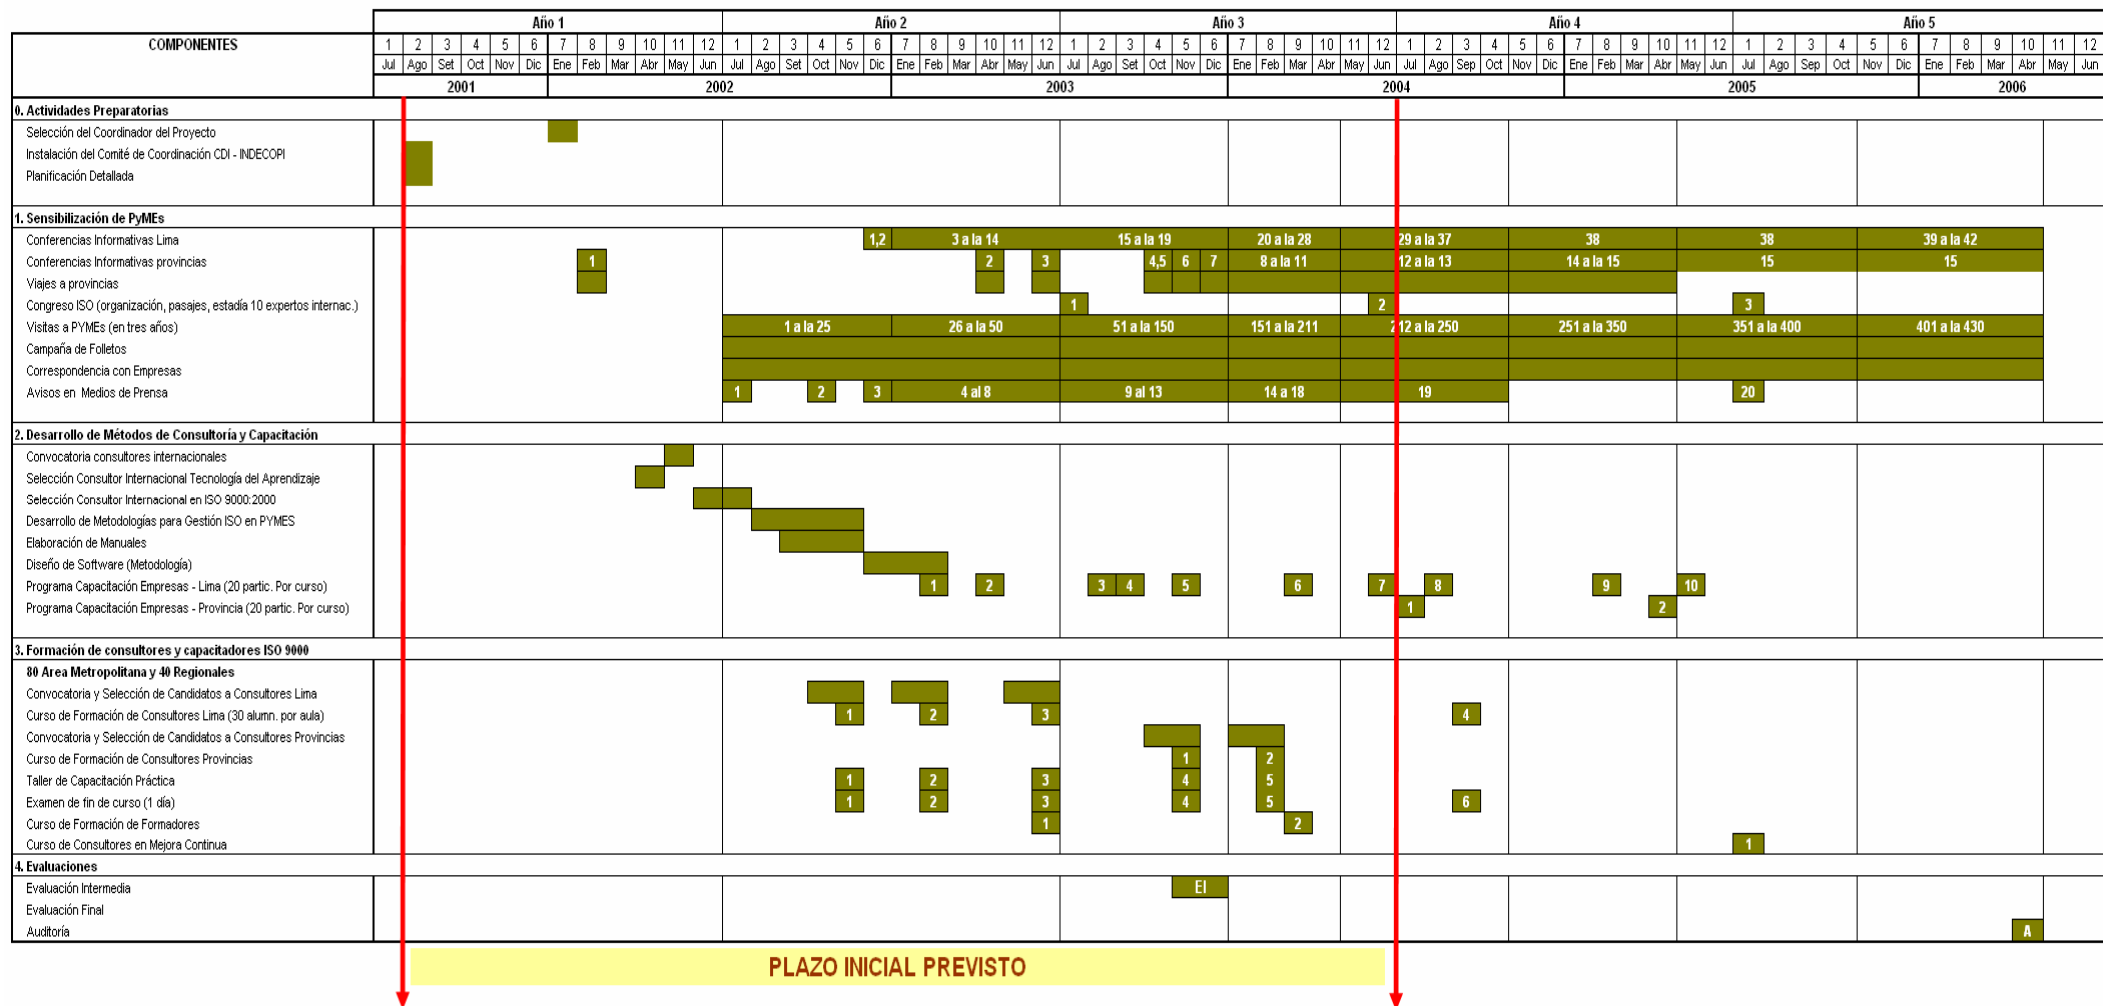 Año 1 Año 2 Año 3 Año 4 Año 5
COMPONENTES 1 2 3 4 5 6 7 8 9 10 11 12 1 2 3 4 5 6 7 8 9 10 11 12 1 2 3 4 5 6 7 8 9 10 11 12 1 2 3 4 5 6 7 8 9 10 11 12 1 2 3 4 5 6 7 8 9 10 11 12
Jul Ago Set Oct Nov Dic Ene Feb Mar Abr May Jun Jul Ago Set Oct Nov Dic Ene Feb Mar Abr May Jun Jul Ago Set Oct Nov Dic Ene Feb Mar Abr May Jun Jul Ago Sep Oct Nov Dic Ene Feb Mar Abr May Jun Jul Ago Sep Oct Nov Dic Ene Feb Mar Abr May Jun
2001 2002 2003 2004 2005 2006
0. Actividades Preparatorias
Selección del Coordinador del Proyecto
Instalación del Comité de Coordinación CDI - INDECOPI
Planificación Detallada
1. Sensibilización de PyMEs
Conferencias Informativas Lima 1,2 3 a la 14 15 a la 19 20 a la 28 29 a la 37 38 38 39 a la 42
Conferencias Informativas provincias 1 2 3 4,5 6 7 8 a la 11 12 a la 13 14 a la 15 15 15
Viajes a provincias
Congreso ISO (organización, pasajes, estadía 10 expertos internac.) 1 2 3
Visitas a PYMEs (en tres años) 1 a la 25 26 a la 50 51 a la 150 151 a la 211 212 a la 250 251 a la 350 351 a la 400 401 a la 430
Campaña de Folletos
Correspondencia con Empresas
Avisos en Medios de Prensa 1 2 3 4 al 8 9 al 13 14 a 18 19 20
2. Desarrollo de Métodos de Consultoría y Capacitación
Convocatoria consultores internacionales
Selección Consultor Internacional Tecnología del Aprendizaje
Selección Consultor Internacional en ISO 9000:2000
Desarrollo de Metodologías para Gestión ISO en PYMES
Elaboración de Manuales
Diseño de Software (Metodología)
Programa Capacitación Empresas - Lima (20 partic. Por curso) 1 2 3 4 5 6 7 8 9 10
Programa Capacitación Empresas - Provincia (20 partic. Por curso) 1 2
3. Formación de consultores y capacitadores ISO 9000
80 Area Metropolitana y 40 Regionales
Convocatoria y Selección de Candidatos a Consultores Lima
Curso de Formación de Consultores Lima (30 alumn. por aula) 1 2 3 4
Convocatoria y Selección de Candidatos a Consultores Provincias
Curso de Formación de Consultores Provincias 1 2
Taller de Capacitación Práctica 1 2 3 4 5
Examen de fin de curso (1 día) 1 2 3 4 5 6
Curso de Formación de Formadores 1 2
Curso de Consultores en Mejora Continua 1
4. Evaluaciones
Evaluación Intermedia EI
Evaluación Final
Auditoría A
PLAZO INICIAL PREVISTO